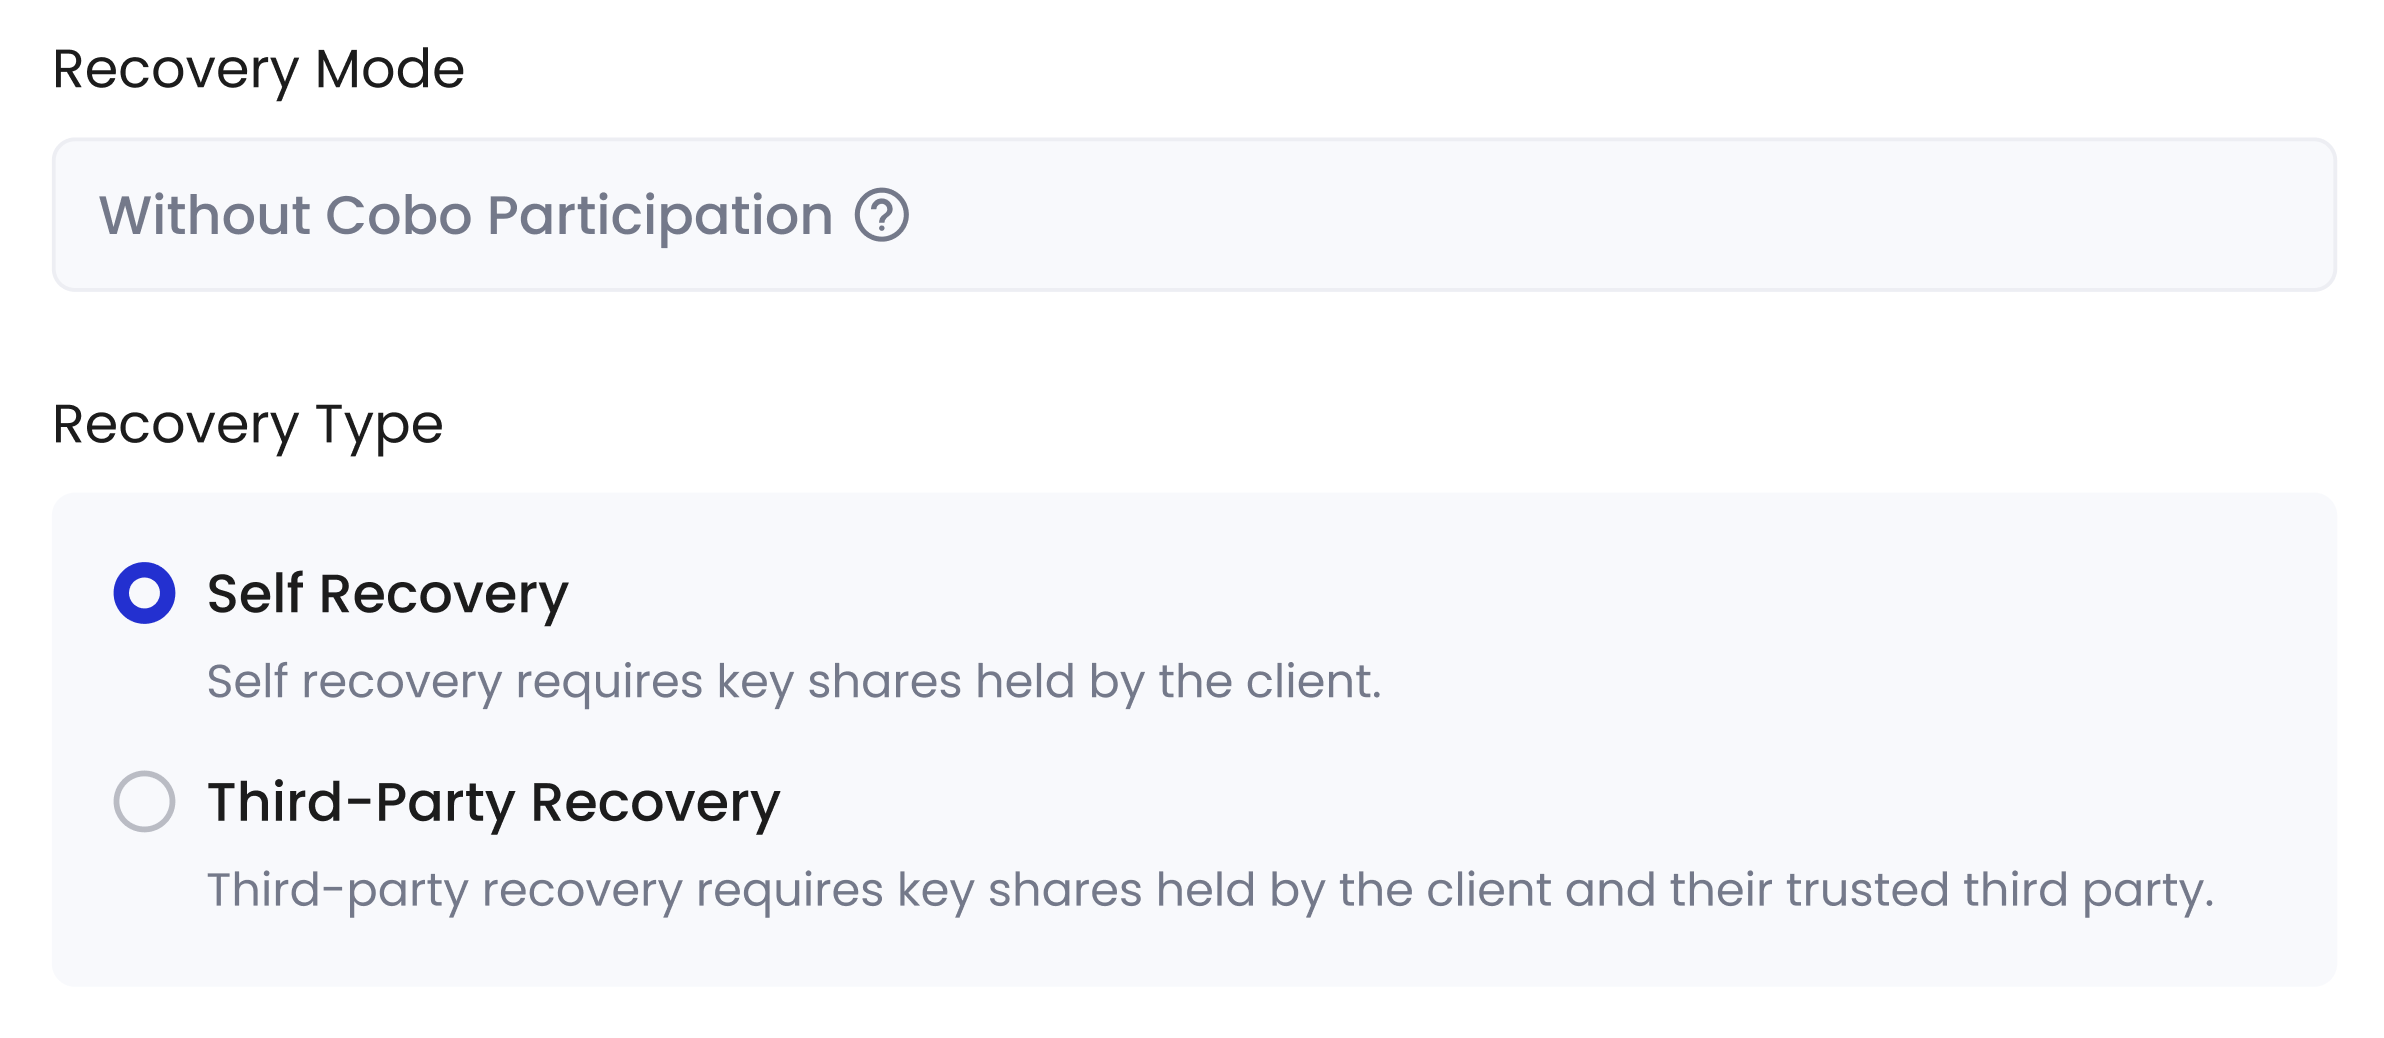 Recovery Mode
Without Cobo Participation
Recovery Type
Self Recovery
Self recovery requires key shares held by the client.
Third-Party Recovery
Third-party recovery requires key shares held by the client and their trusted third party.